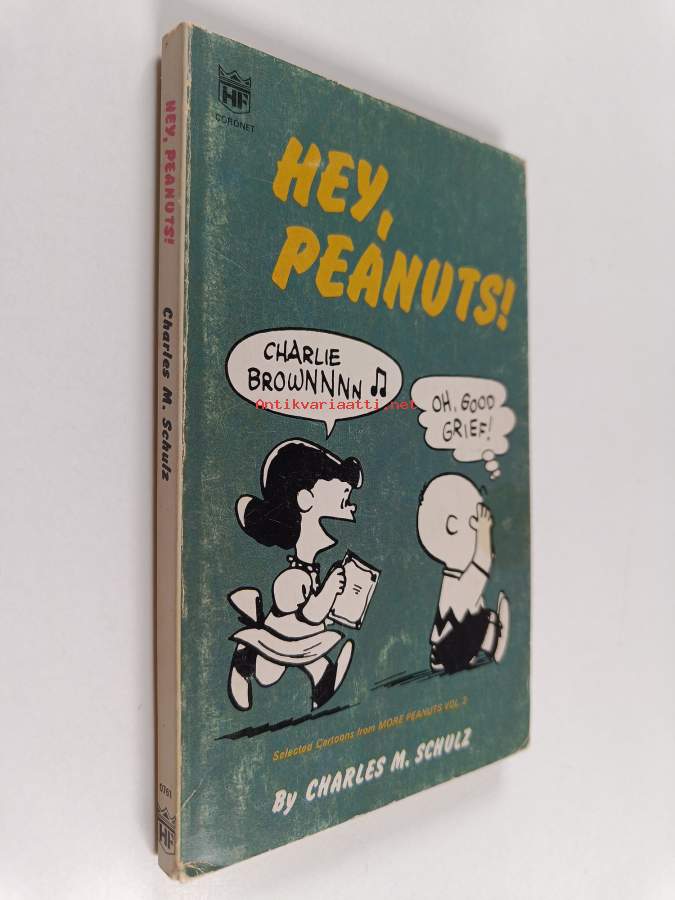 HF
CORONET
HEY,
PEANUTS!
CHARLIE
BROWNNNN
OH, GOOD
GRIEF!
Antikvariaatti.net
Selected Cartoons from MORE PEANUTS VOL 2
By CHARLES M. SCHULZ
HEY, PEANUTS!
Charles M. Schulz
0761
HF